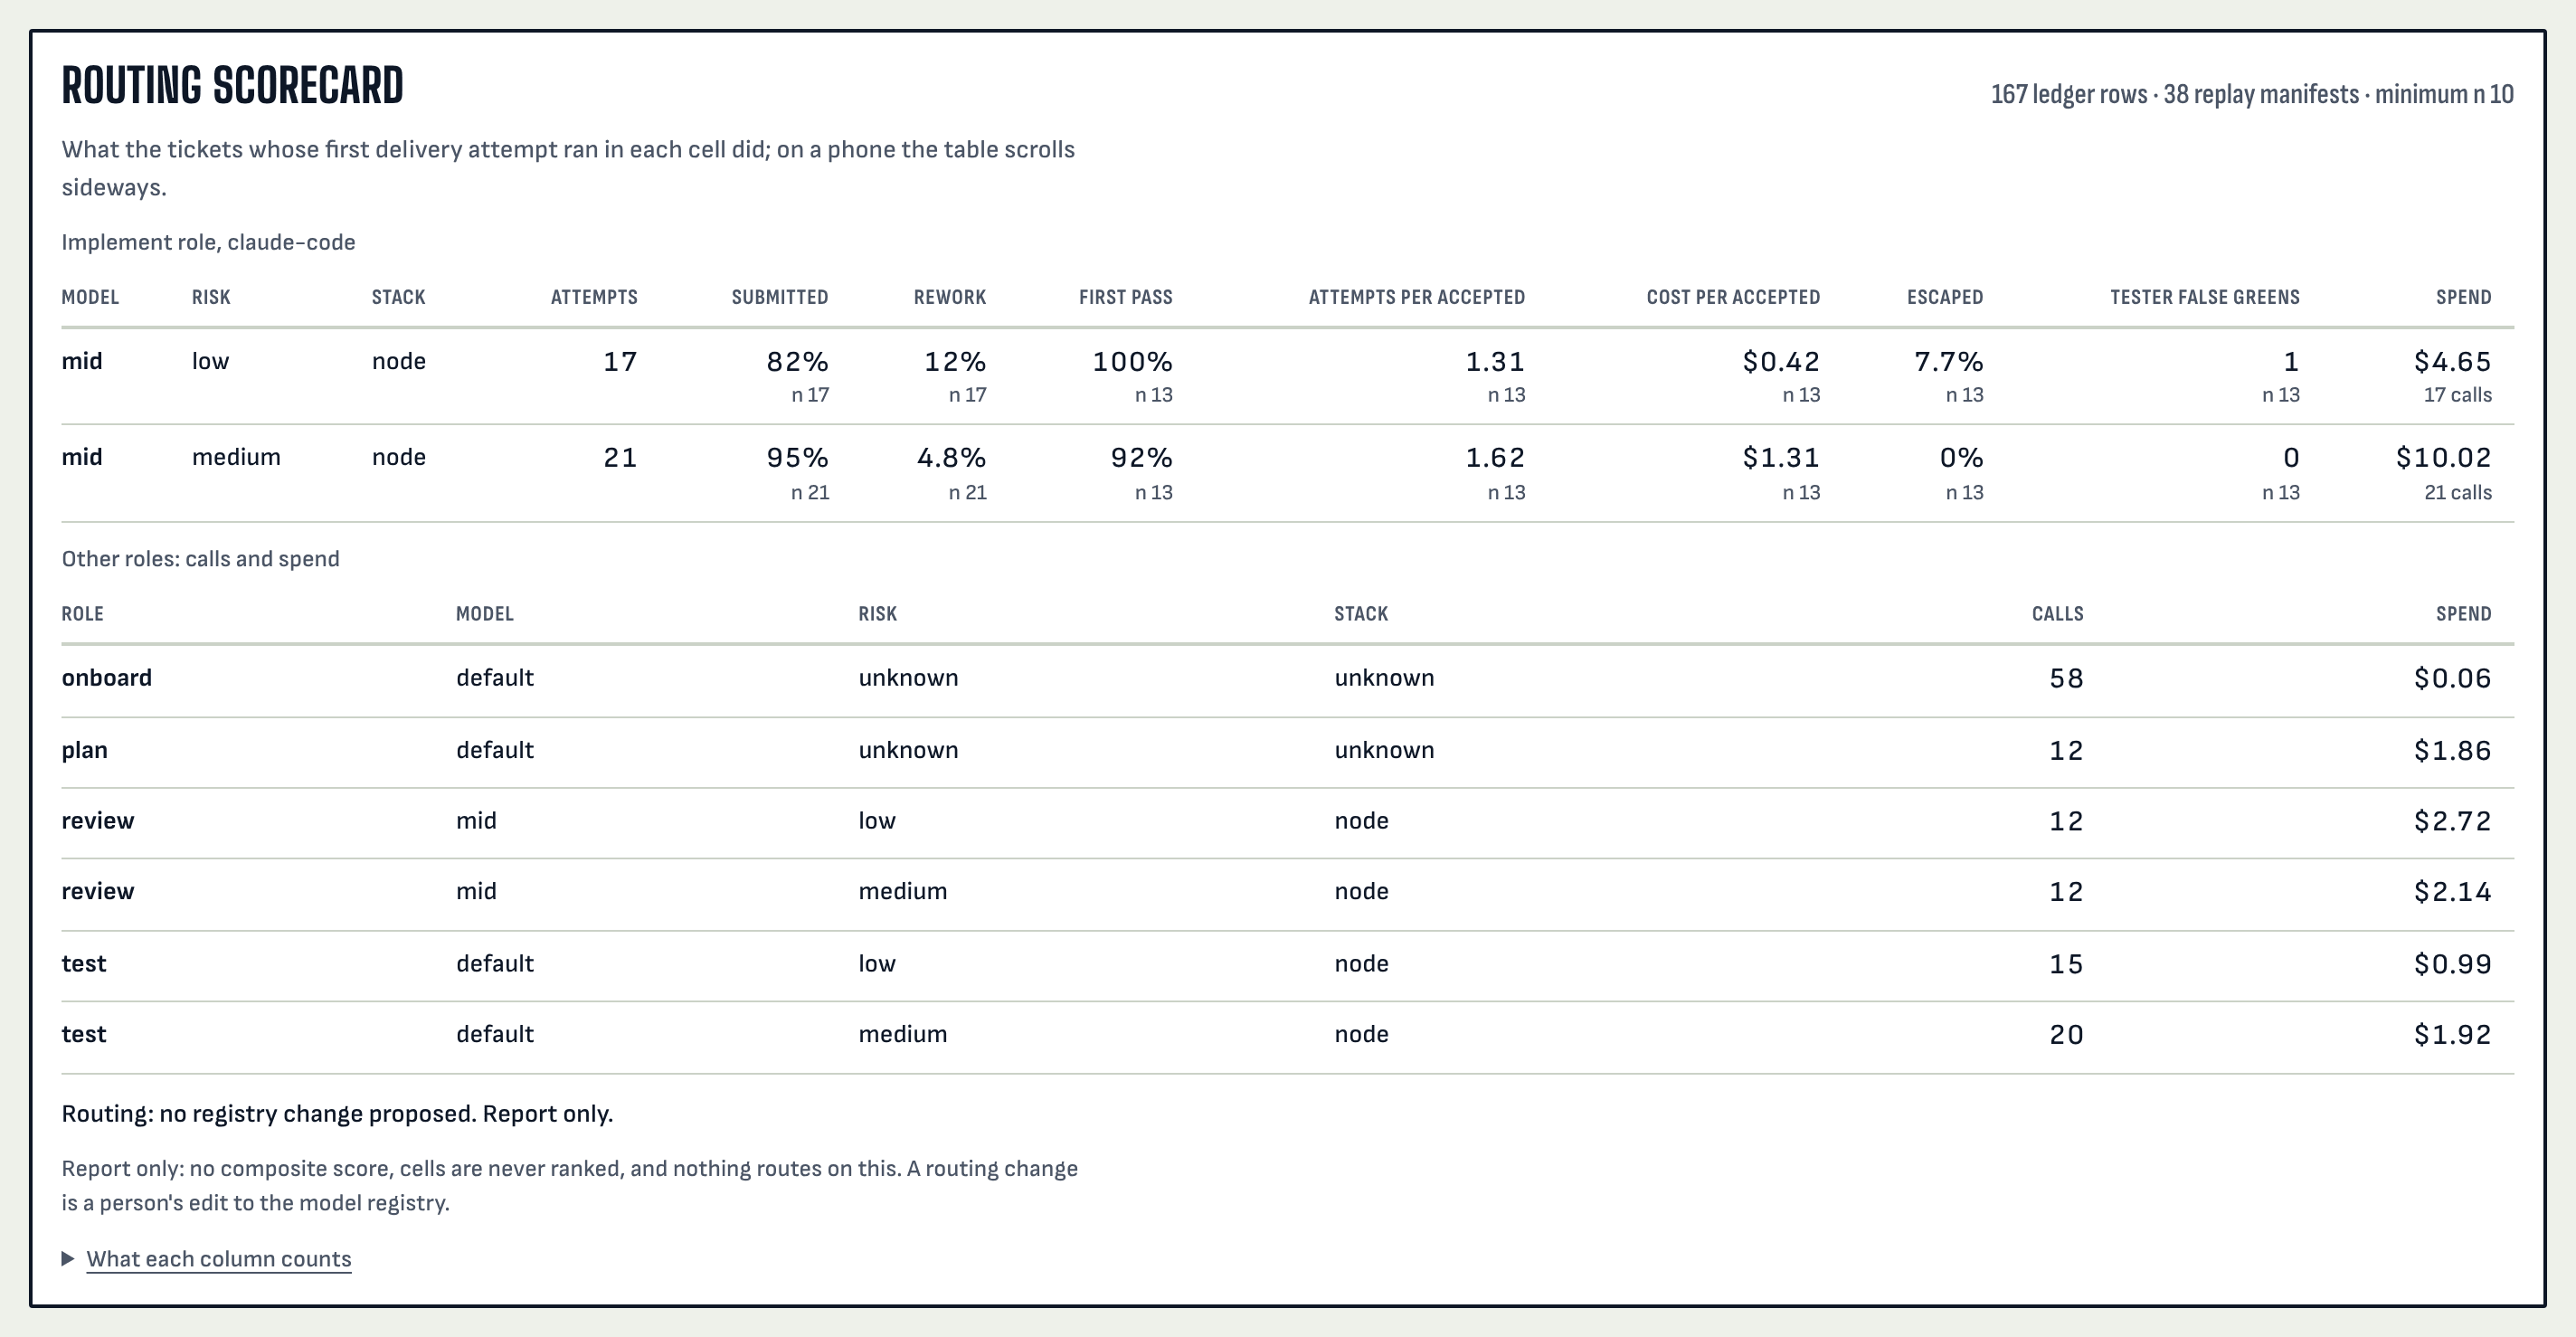 ROUTING SCORECARD
167 ledger rows · 38 replay manifests · minimum n 10
What the tickets whose first delivery attempt ran in each cell did; on a phone the table scrolls
sideways.
Implement role, claude-code
MODEL RISK STACK ATTEMPTS SUBMITTED REWORK FIRST PASS ATTEMPTS PER ACCEPTED COST PER ACCEPTED ESCAPED TESTER FALSE GREENS SPEND
mid low node 17 82% 12% 100% 1.31 $0.42 7.7% 1 $4.65
n 17 n 17 n 13 n 13 n 13 n 13 n 13 17 calls
mid medium node 21 95% 4.8% 92% 1.62 $1.31 0% 0 $10.02
n 21 n 21 n 13 n 13 n 13 n 13 n 13 21 calls
Other roles: calls and spend
ROLE MODEL RISK STACK CALLS SPEND
onboard default unknown unknown 58 $0.06
plan default unknown unknown 12 $1.86
review mid low node 12 $2.72
review mid medium node 12 $2.14
test default low node 15 $0.99
test default medium node 20 $1.92
Routing: no registry change proposed. Report only.
Report only: no composite score, cells are never ranked, and nothing routes on this. A routing change
is a person's edit to the model registry.
▶ What each column counts